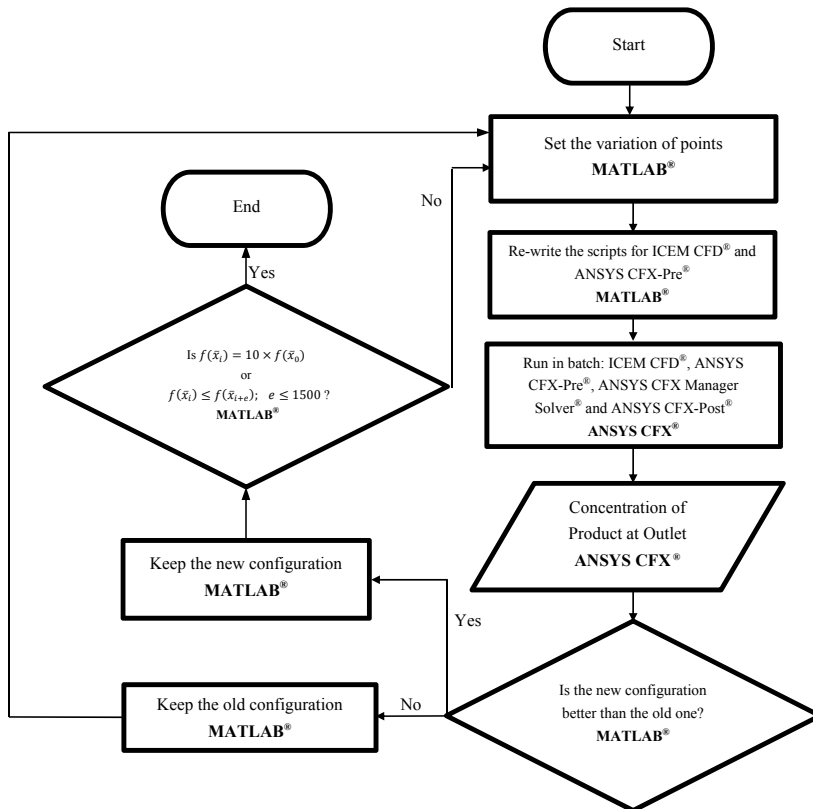 Start
Set the variation of points
MATLAB®
No
End
Re-write the scripts for ICEM CFD® and
ANSYS CFX-Pre®
MATLAB®
Yes
Is f(x̄ᵢ) = 10 × f(x̄₀)
or
f(x̄ᵢ) ≤ f(x̄ᵢ₊ₑ); e ≤ 1500 ?
MATLAB®
Run in batch: ICEM CFD®, ANSYS
CFX-Pre®, ANSYS CFX Manager
Solver® and ANSYS CFX-Post®
ANSYS CFX®
Concentration of
Product at Outlet
ANSYS CFX®
Keep the new configuration
MATLAB®
Yes
Is the new configuration
better than the old one?
MATLAB®
No
Keep the old configuration
MATLAB®